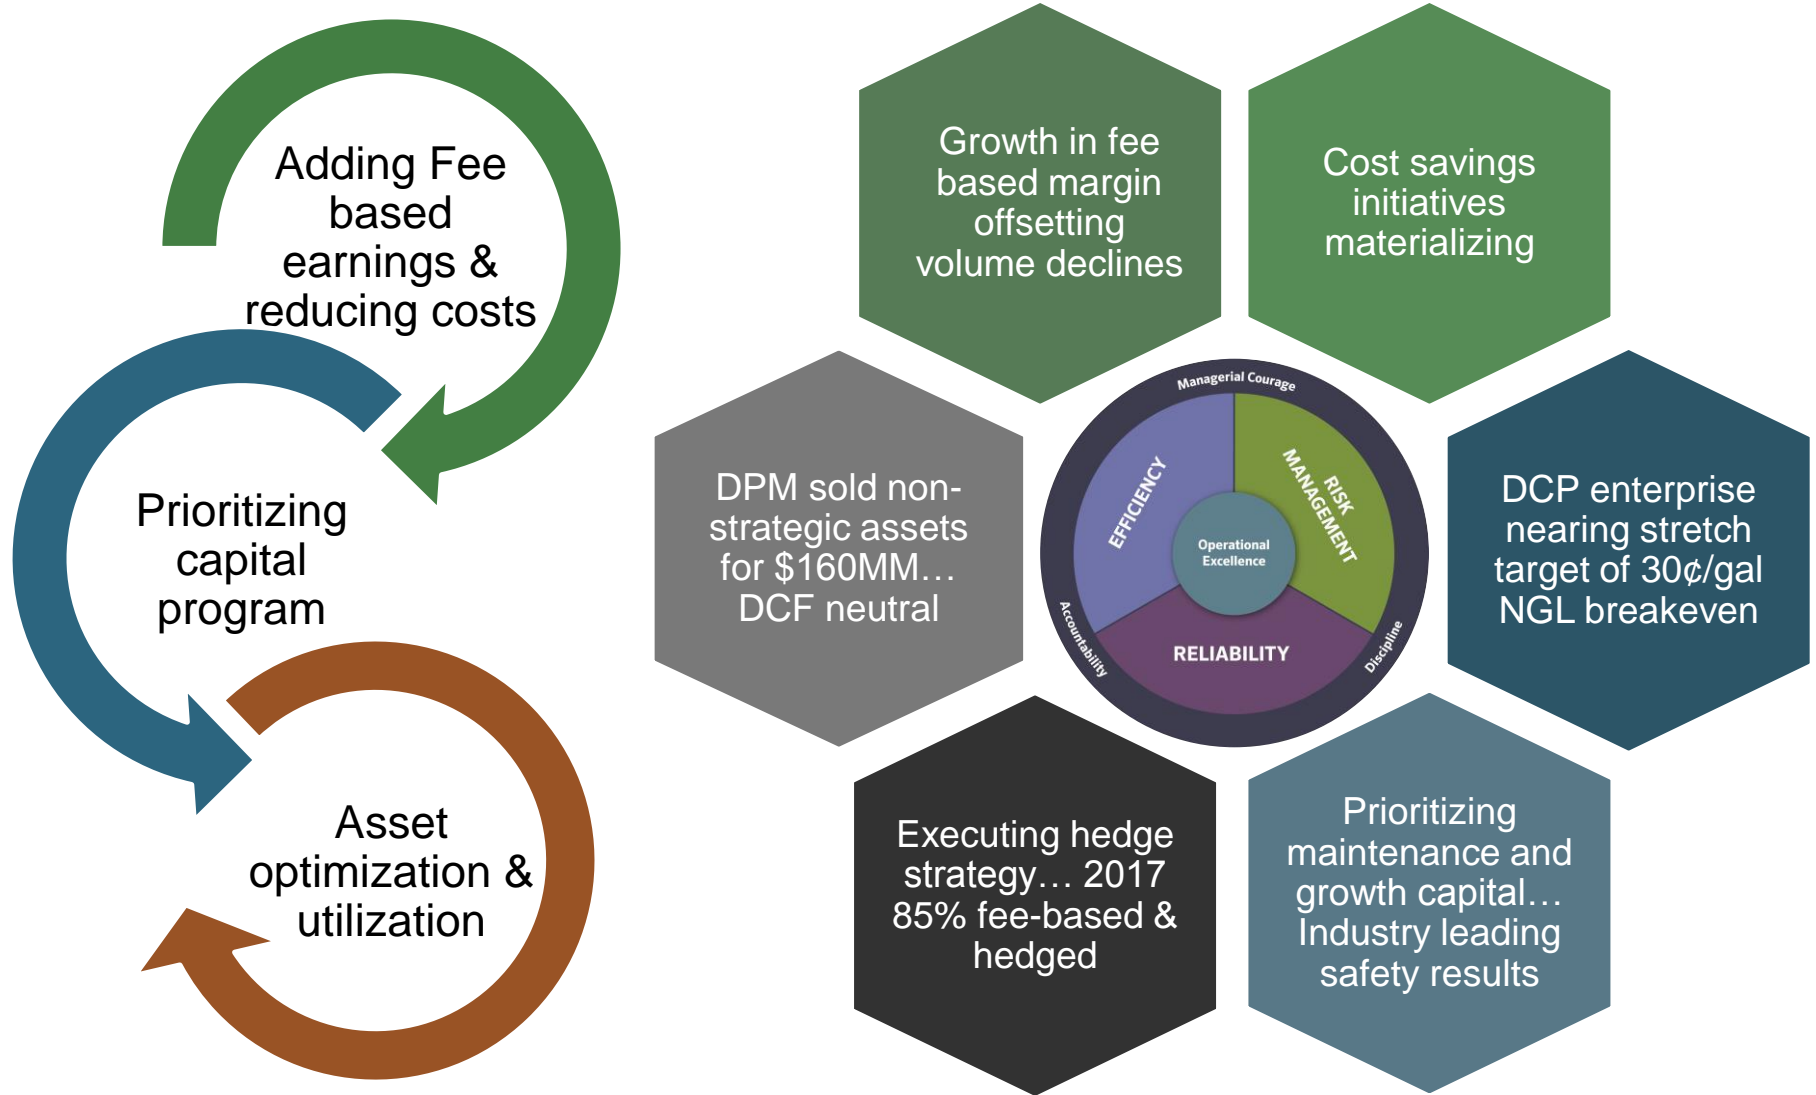 Adding Fee
based
earnings &
reducing costs
Prioritizing
capital
program
Asset
optimization &
utilization
Growth in fee
based margin
offsetting
volume declines
Cost savings
initiatives
materializing
DPM sold non-
strategic assets
for $160MM…
DCF neutral
Managerial Courage
EFFICIENCY
RISK
MANAGEMENT
Operational
Excellence
RELIABILITY
Accountability
Discipline
DCP enterprise
nearing stretch
target of 30¢/gal
NGL breakeven
Executing hedge
strategy… 2017
85% fee-based &
hedged
Prioritizing
maintenance and
growth capital…
Industry leading
safety results